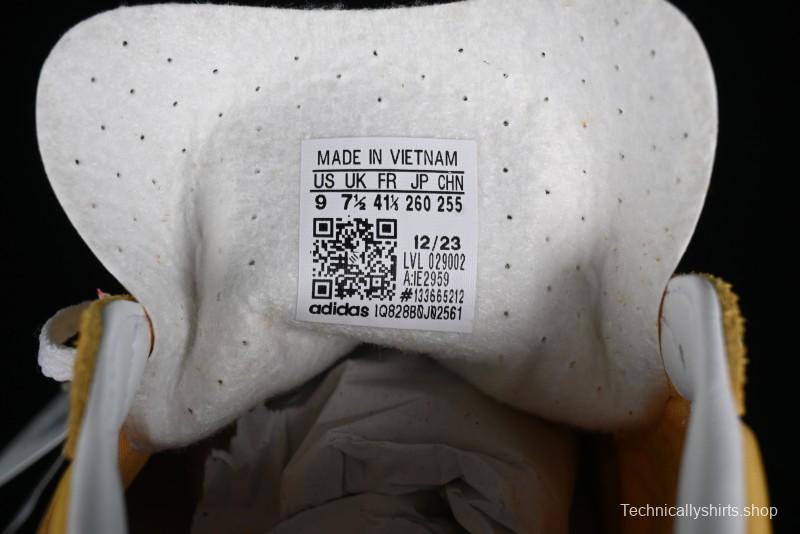 MADE IN VIETNAM
US UK FR JP CHN
9 7½ 41⅓ 260 255
12/23
LVL 029002
A:IE2959
#133665212
adidas 1Q828B0J02561
Technicallyshirts.shop